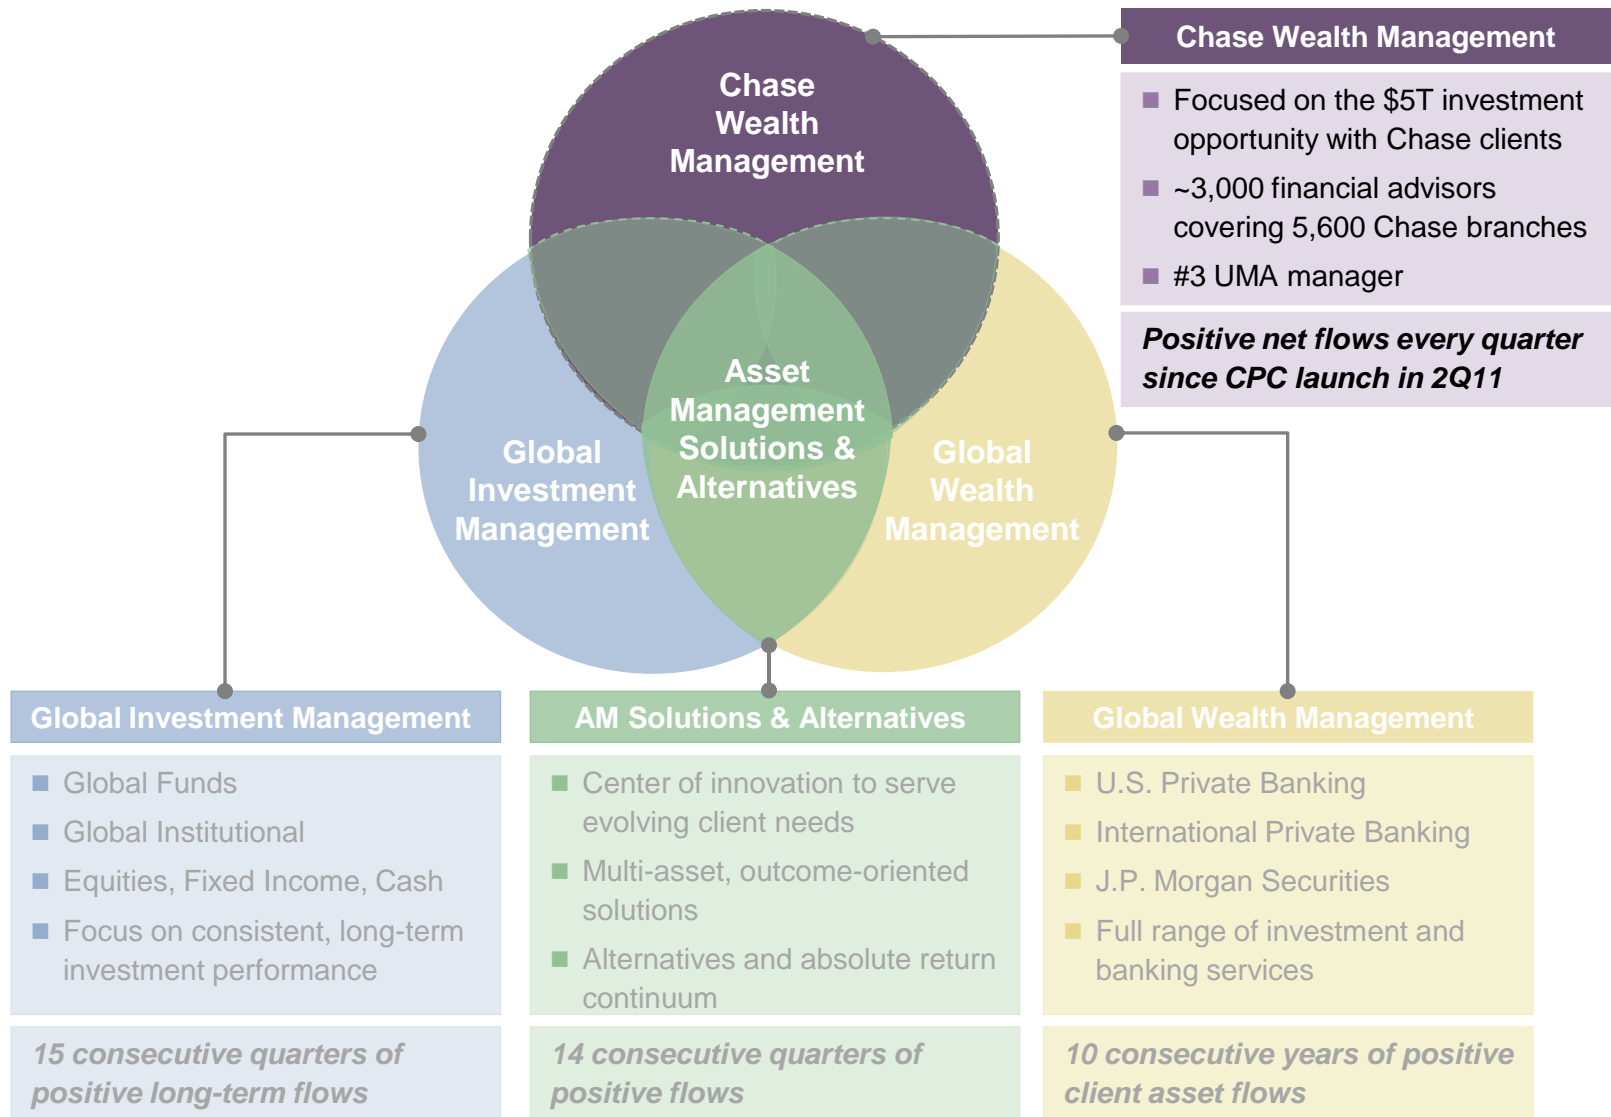 Chase Wealth Management
Focused on the $5T investment
opportunity with Chase clients
~3,000 financial advisors
covering 5,600 Chase branches
#3 UMA manager
Positive net flows every quarter
since CPC launch in 2Q11
Chase
Wealth
Management
Asset
Management
Solutions &
Alternatives
Global
Investment
Management
Global
Wealth
Management
Global Investment Management
Global Funds
Global Institutional
Equities, Fixed Income, Cash
Focus on consistent, long-term
investment performance
15 consecutive quarters of
positive long-term flows
AM Solutions & Alternatives
Center of innovation to serve
evolving client needs
Multi-asset, outcome-oriented
solutions
Alternatives and absolute return
continuum
14 consecutive quarters of
positive flows
Global Wealth Management
U.S. Private Banking
International Private Banking
J.P. Morgan Securities
Full range of investment and
banking services
10 consecutive years of positive
client asset flows